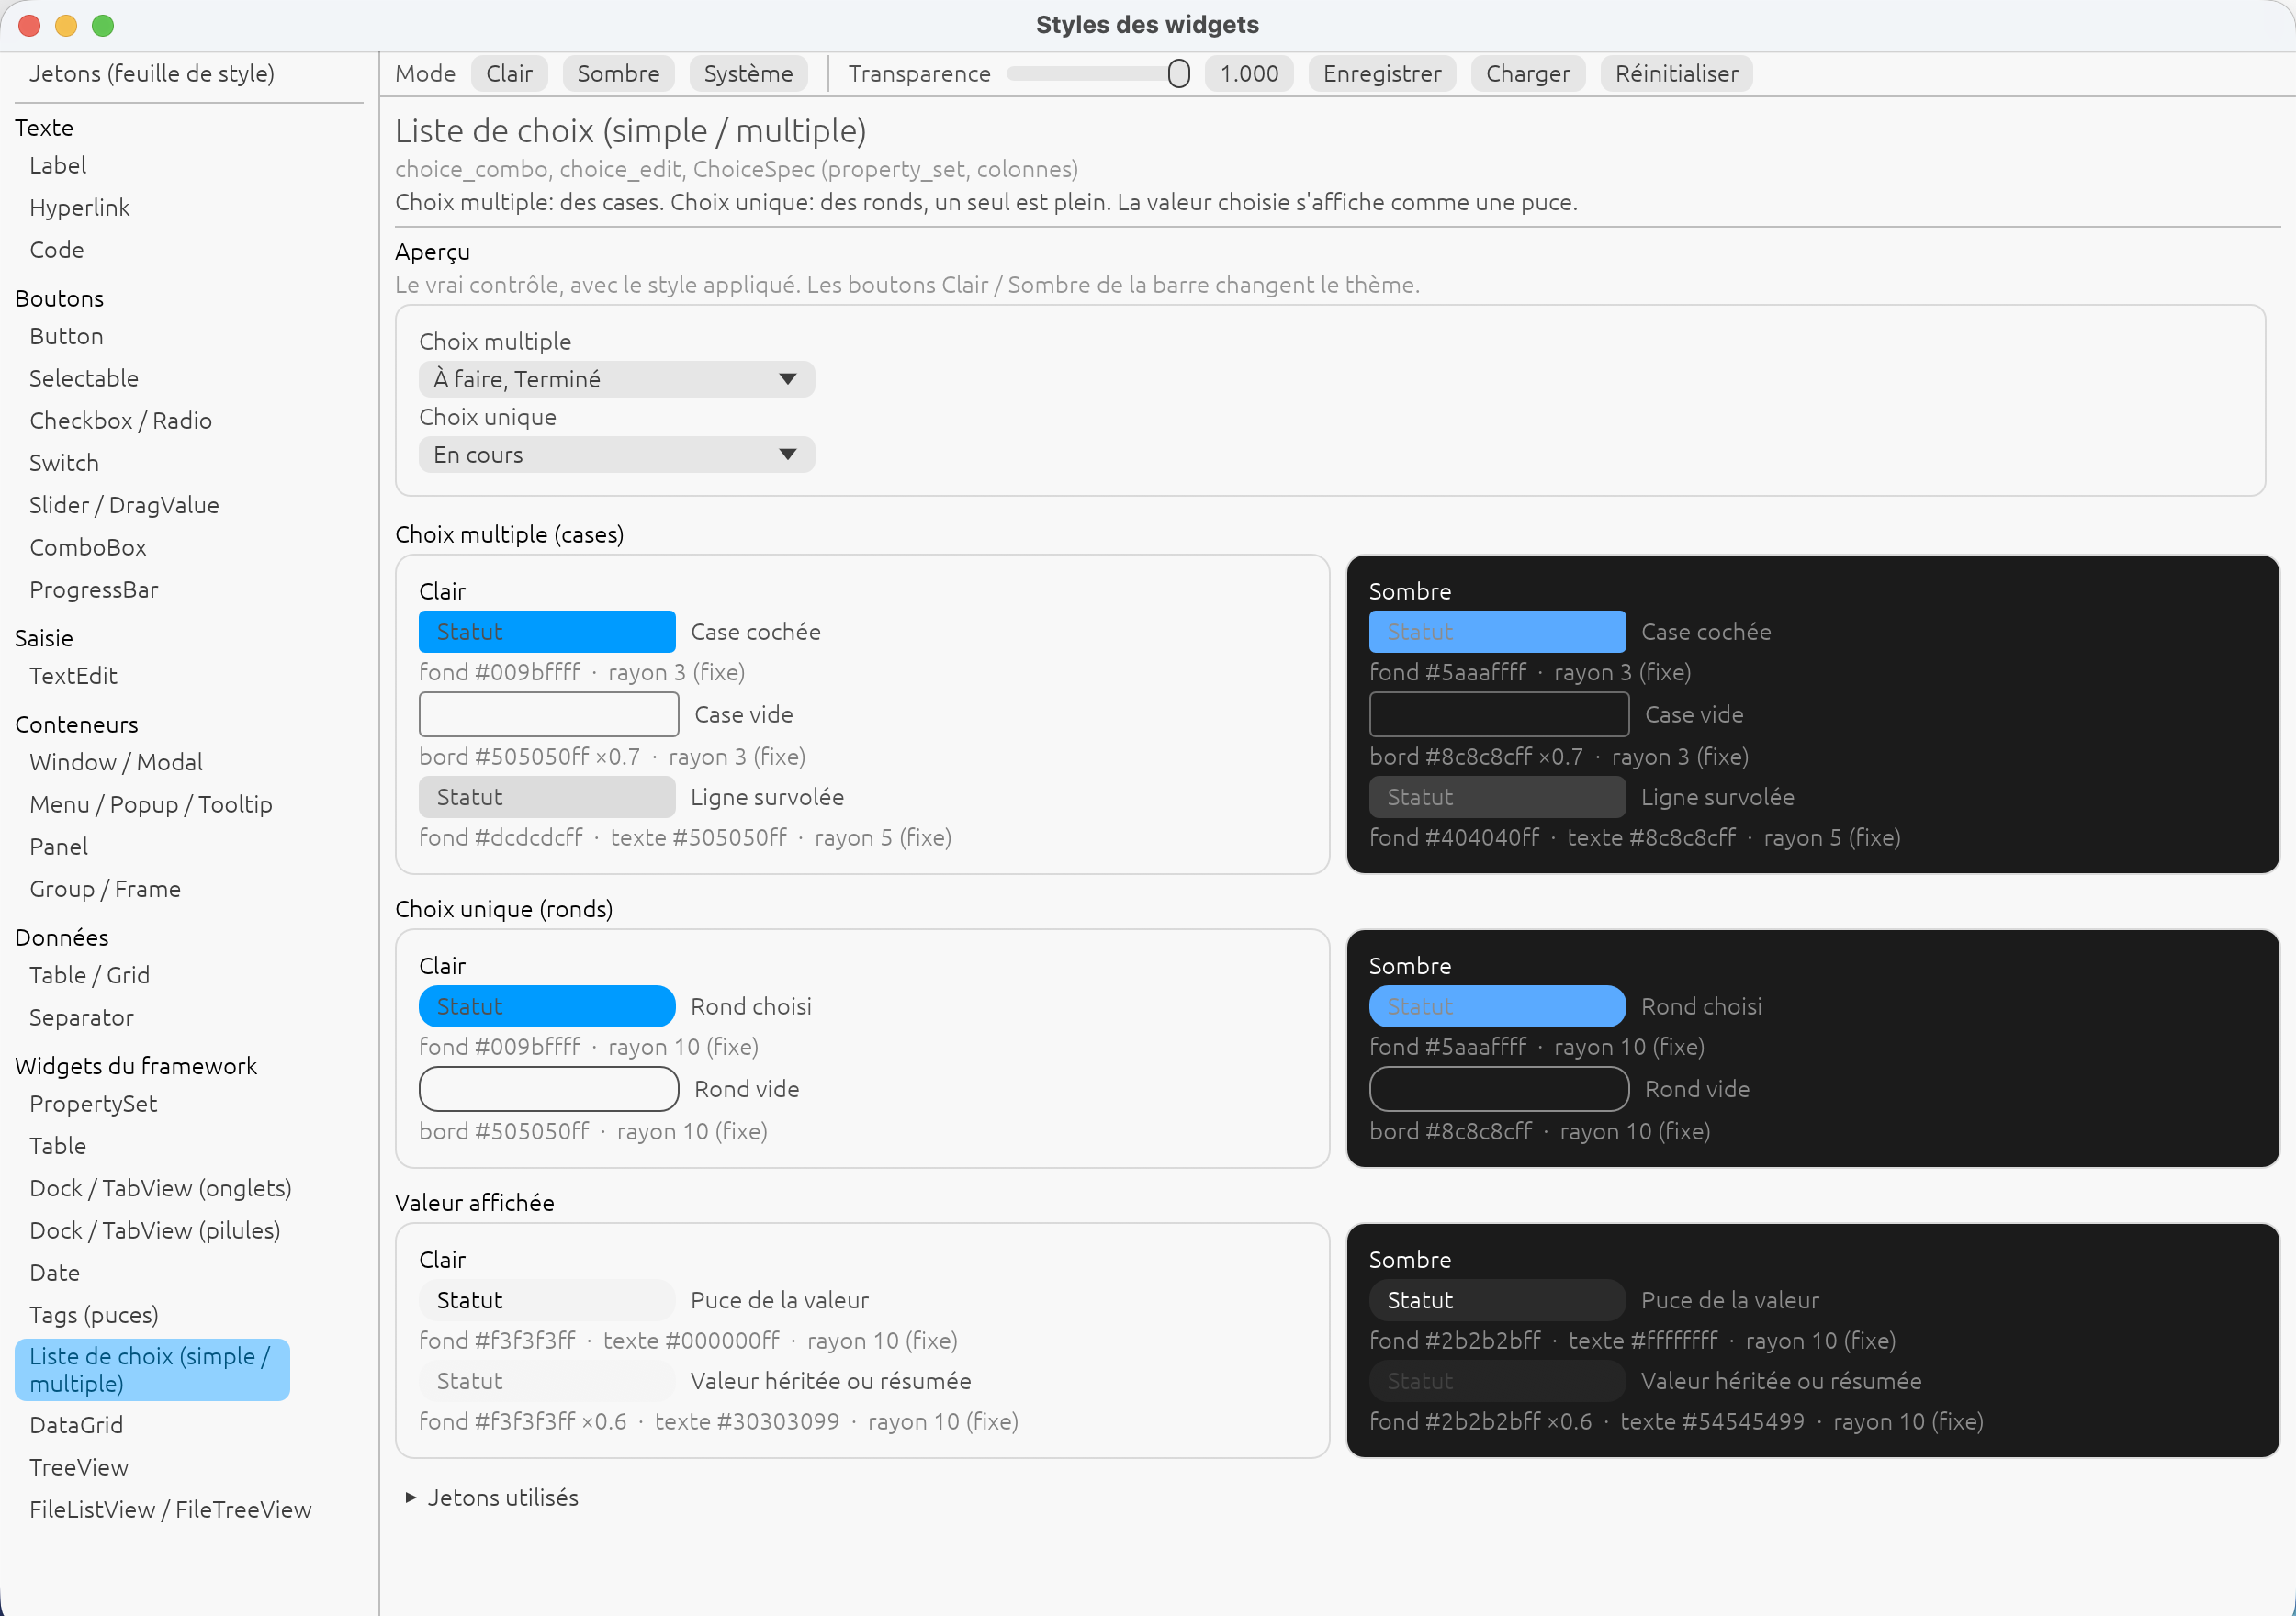 Styles des widgets
Jetons (feuille de style)
Texte
Label
Hyperlink
Code
Boutons
Button
Selectable
Checkbox / Radio
Switch
Slider / DragValue
ComboBox
ProgressBar
Saisie
TextEdit
Conteneurs
Window / Modal
Menu / Popup / Tooltip
Panel
Group / Frame
Données
Table / Grid
Separator
Widgets du framework
PropertySet
Table
Dock / TabView (onglets)
Dock / TabView (pilules)
Date
Tags (puces)
Liste de choix (simple /
multiple)
DataGrid
TreeView
FileListView / FileTreeView
Mode Clair Sombre Système Transparence 1.000 Enregistrer Charger Réinitialiser
Liste de choix (simple / multiple)
choice_combo, choice_edit, ChoiceSpec (property_set, colonnes)
Choix multiple: des cases. Choix unique: des ronds, un seul est plein. La valeur choisie s'affiche comme une puce.
Aperçu
Le vrai contrôle, avec le style appliqué. Les boutons Clair / Sombre de la barre changent le thème.
Choix multiple
À faire, Terminé
Choix unique
En cours
Choix multiple (cases)
Clair
Statut Case cochée
fond #009bffff · rayon 3 (fixe)
Case vide
bord #505050ff ×0.7 · rayon 3 (fixe)
Statut Ligne survolée
fond #dcdcdcff · texte #505050ff · rayon 5 (fixe)
Sombre
Statut Case cochée
fond #5aaaffff · rayon 3 (fixe)
Case vide
bord #8c8c8cff ×0.7 · rayon 3 (fixe)
Statut Ligne survolée
fond #404040ff · texte #8c8c8cff · rayon 5 (fixe)
Choix unique (ronds)
Clair
Statut Rond choisi
fond #009bffff · rayon 10 (fixe)
Rond vide
bord #505050ff · rayon 10 (fixe)
Sombre
Statut Rond choisi
fond #5aaaffff · rayon 10 (fixe)
Rond vide
bord #8c8c8cff · rayon 10 (fixe)
Valeur affichée
Clair
Statut Puce de la valeur
fond #f3f3f3ff · texte #000000ff · rayon 10 (fixe)
Statut Valeur héritée ou résumée
fond #f3f3f3ff ×0.6 · texte #30303099 · rayon 10 (fixe)
Sombre
Statut Puce de la valeur
fond #2b2b2bff · texte #ffffffff · rayon 10 (fixe)
Statut Valeur héritée ou résumée
fond #2b2b2bff ×0.6 · texte #54545499 · rayon 10 (fixe)
Jetons utilisés